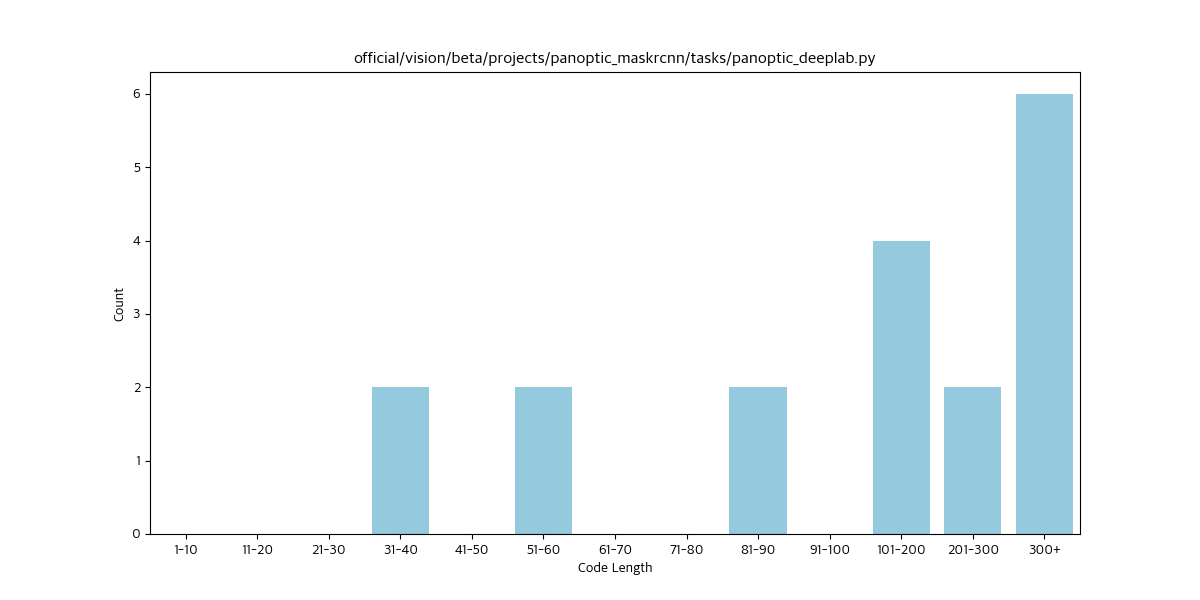 official/vision/beta/projects/panoptic_maskrcnn/tasks/panoptic_deeplab.py
6
5
4
3
2
1
0
Count
1-10 11-20 21-30 31-40 41-50 51-60 61-70 71-80 81-90 91-100 101-200 201-300 300+
Code Length